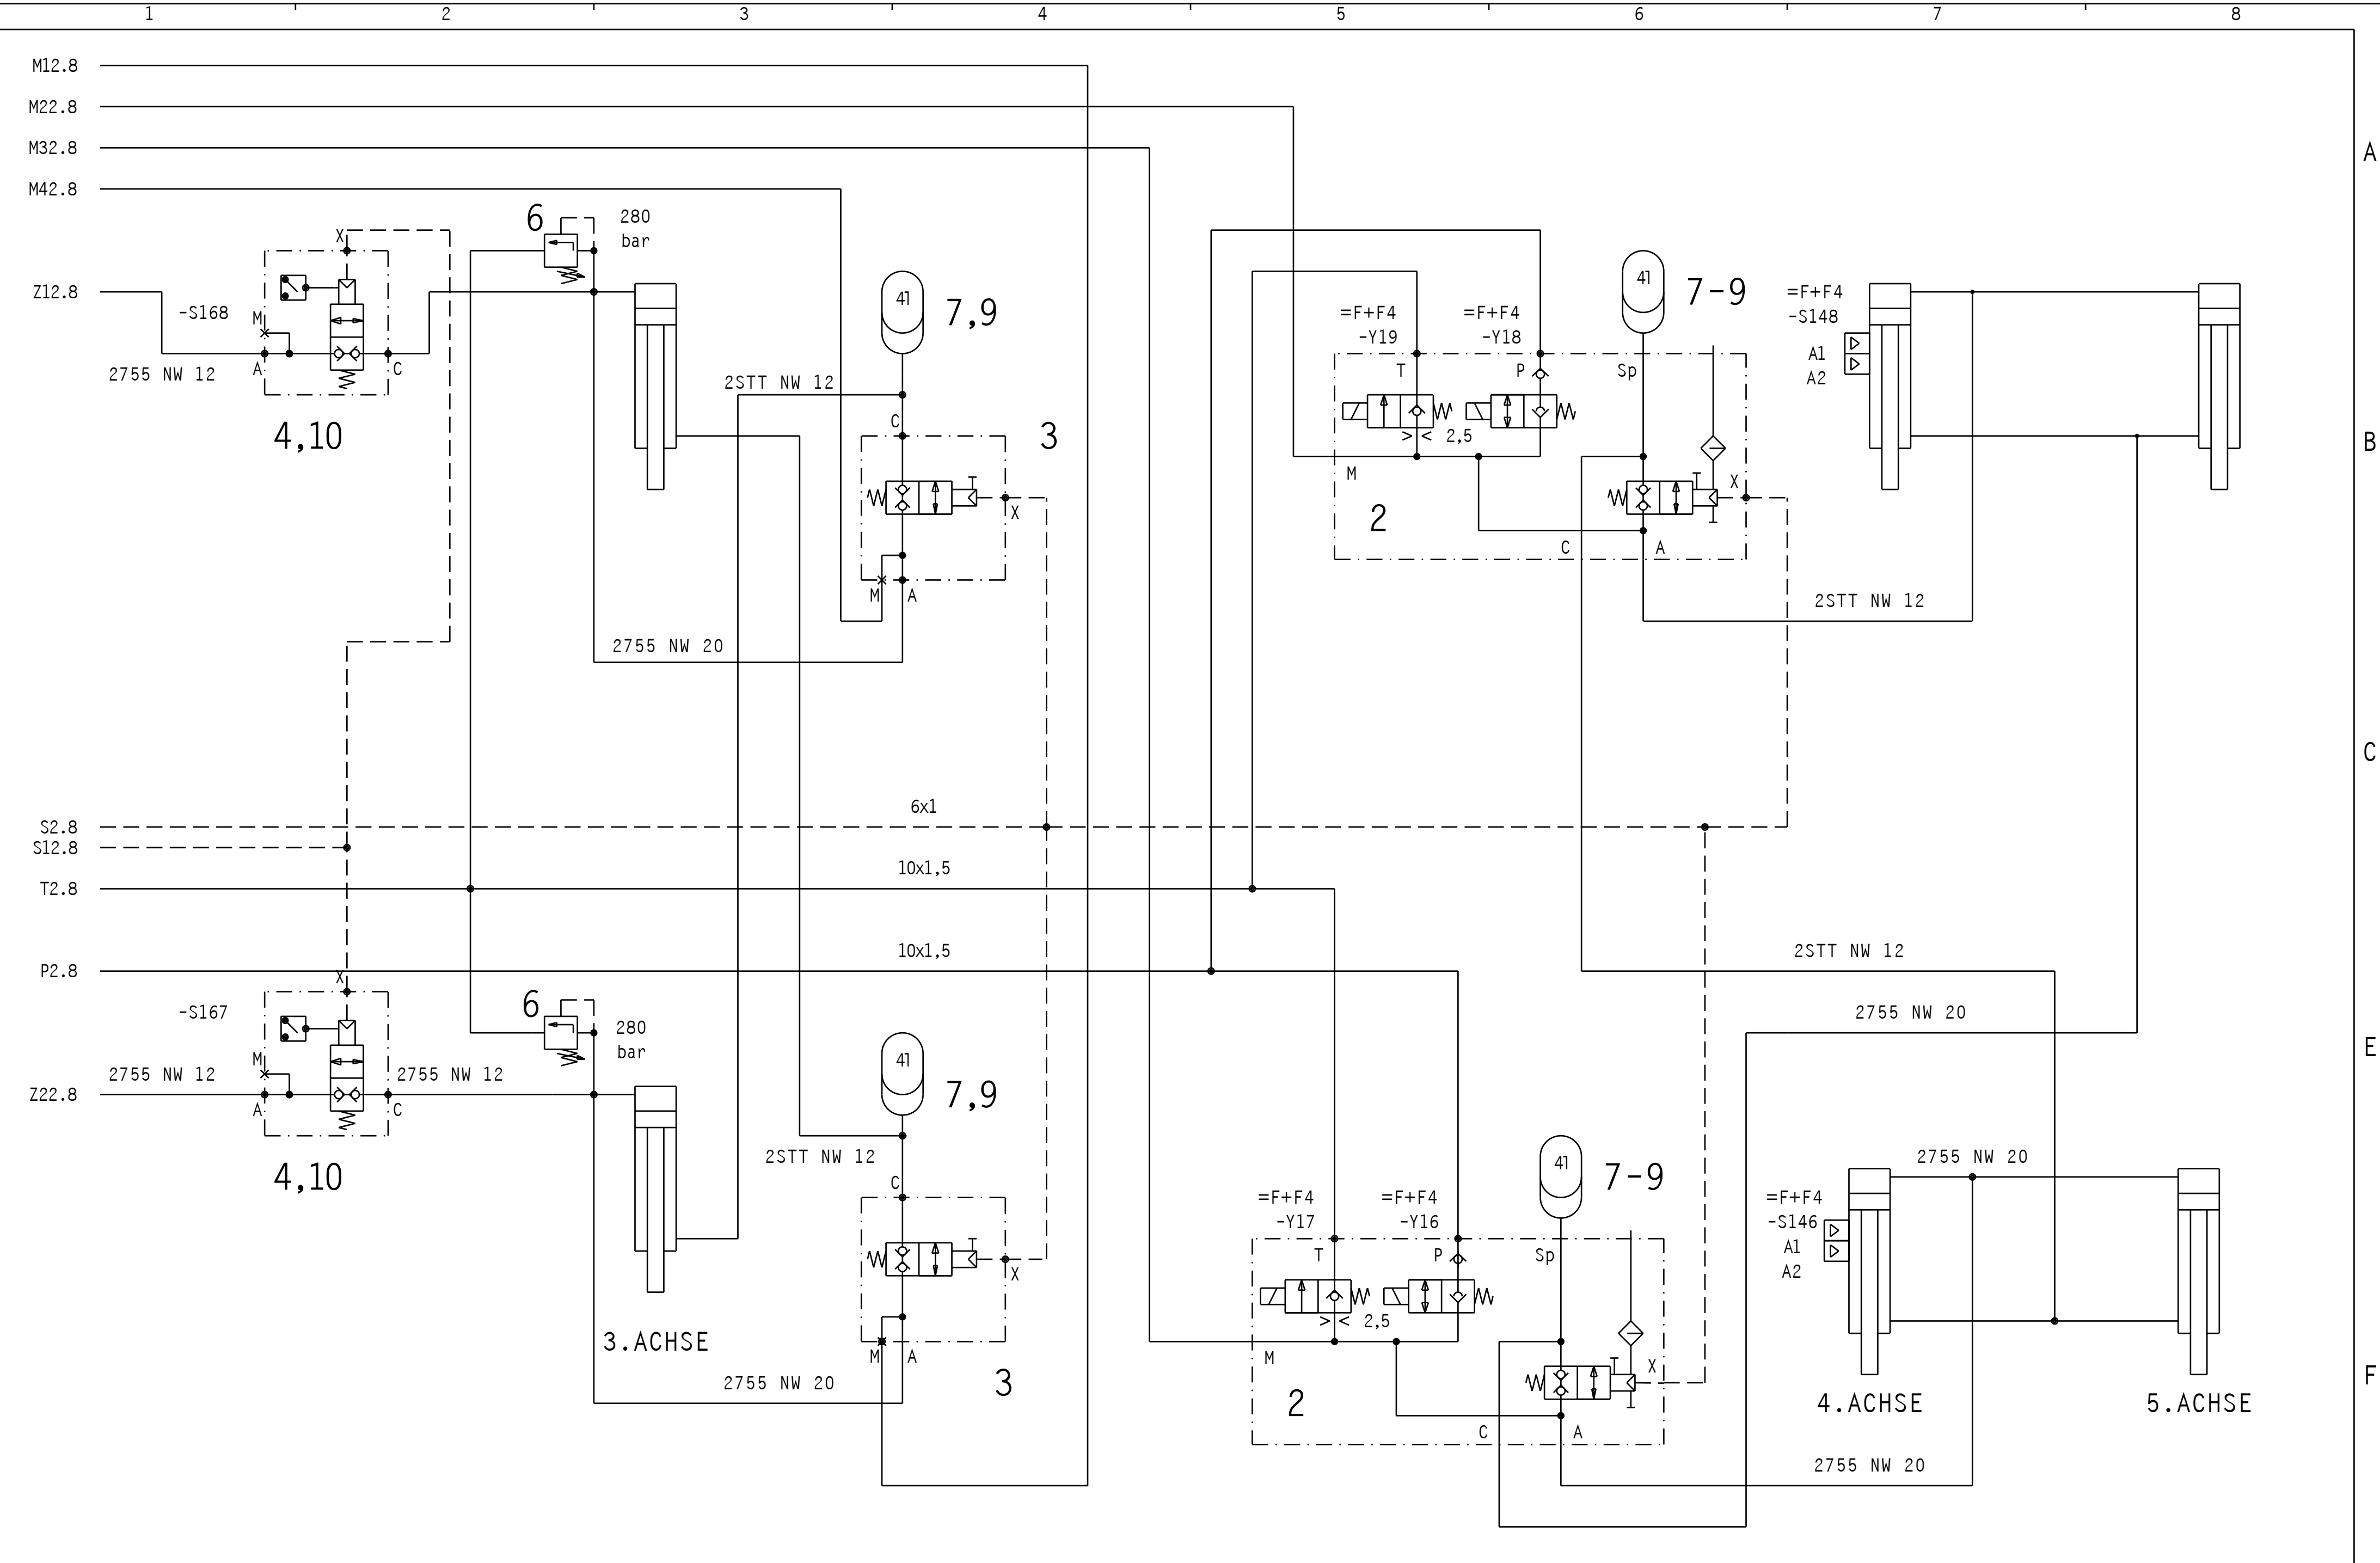 1 2 3 4 5 6 7 8
M12.8
M22.8
A
M32.8
M42.8
6
280
bar
X
Z12.8
-S168
M
2755 NW 12
A
C
4,10
41
7,9
2STT NW 12
C
3
X
M A
2755 NW 20
=F+F4
-Y19
=F+F4
-Y18
41
7-9
T
P
Sp
> < 2,5
M
X
2
C
A
2STT NW 12
=F+F4
-S148
A1
A2
B
C
6x1
S2.8
S12.8
10x1,5
T2.8
10x1,5
P2.8
2STT NW 12
2755 NW 20
X
-S167
6
280
bar
E
M
2755 NW 12
2755 NW 12
Z22.8
A
C
4,10
41
7,9
2STT NW 12
C
X
3.ACHSE
M A
2755 NW 20
3
41
7-9
=F+F4
-Y17
=F+F4
-Y16
T
P
Sp
> < 2,5
M
X
2
C
A
2755 NW 20
=F+F4
-S146
A1
A2
F
4.ACHSE
5.ACHSE
2755 NW 20